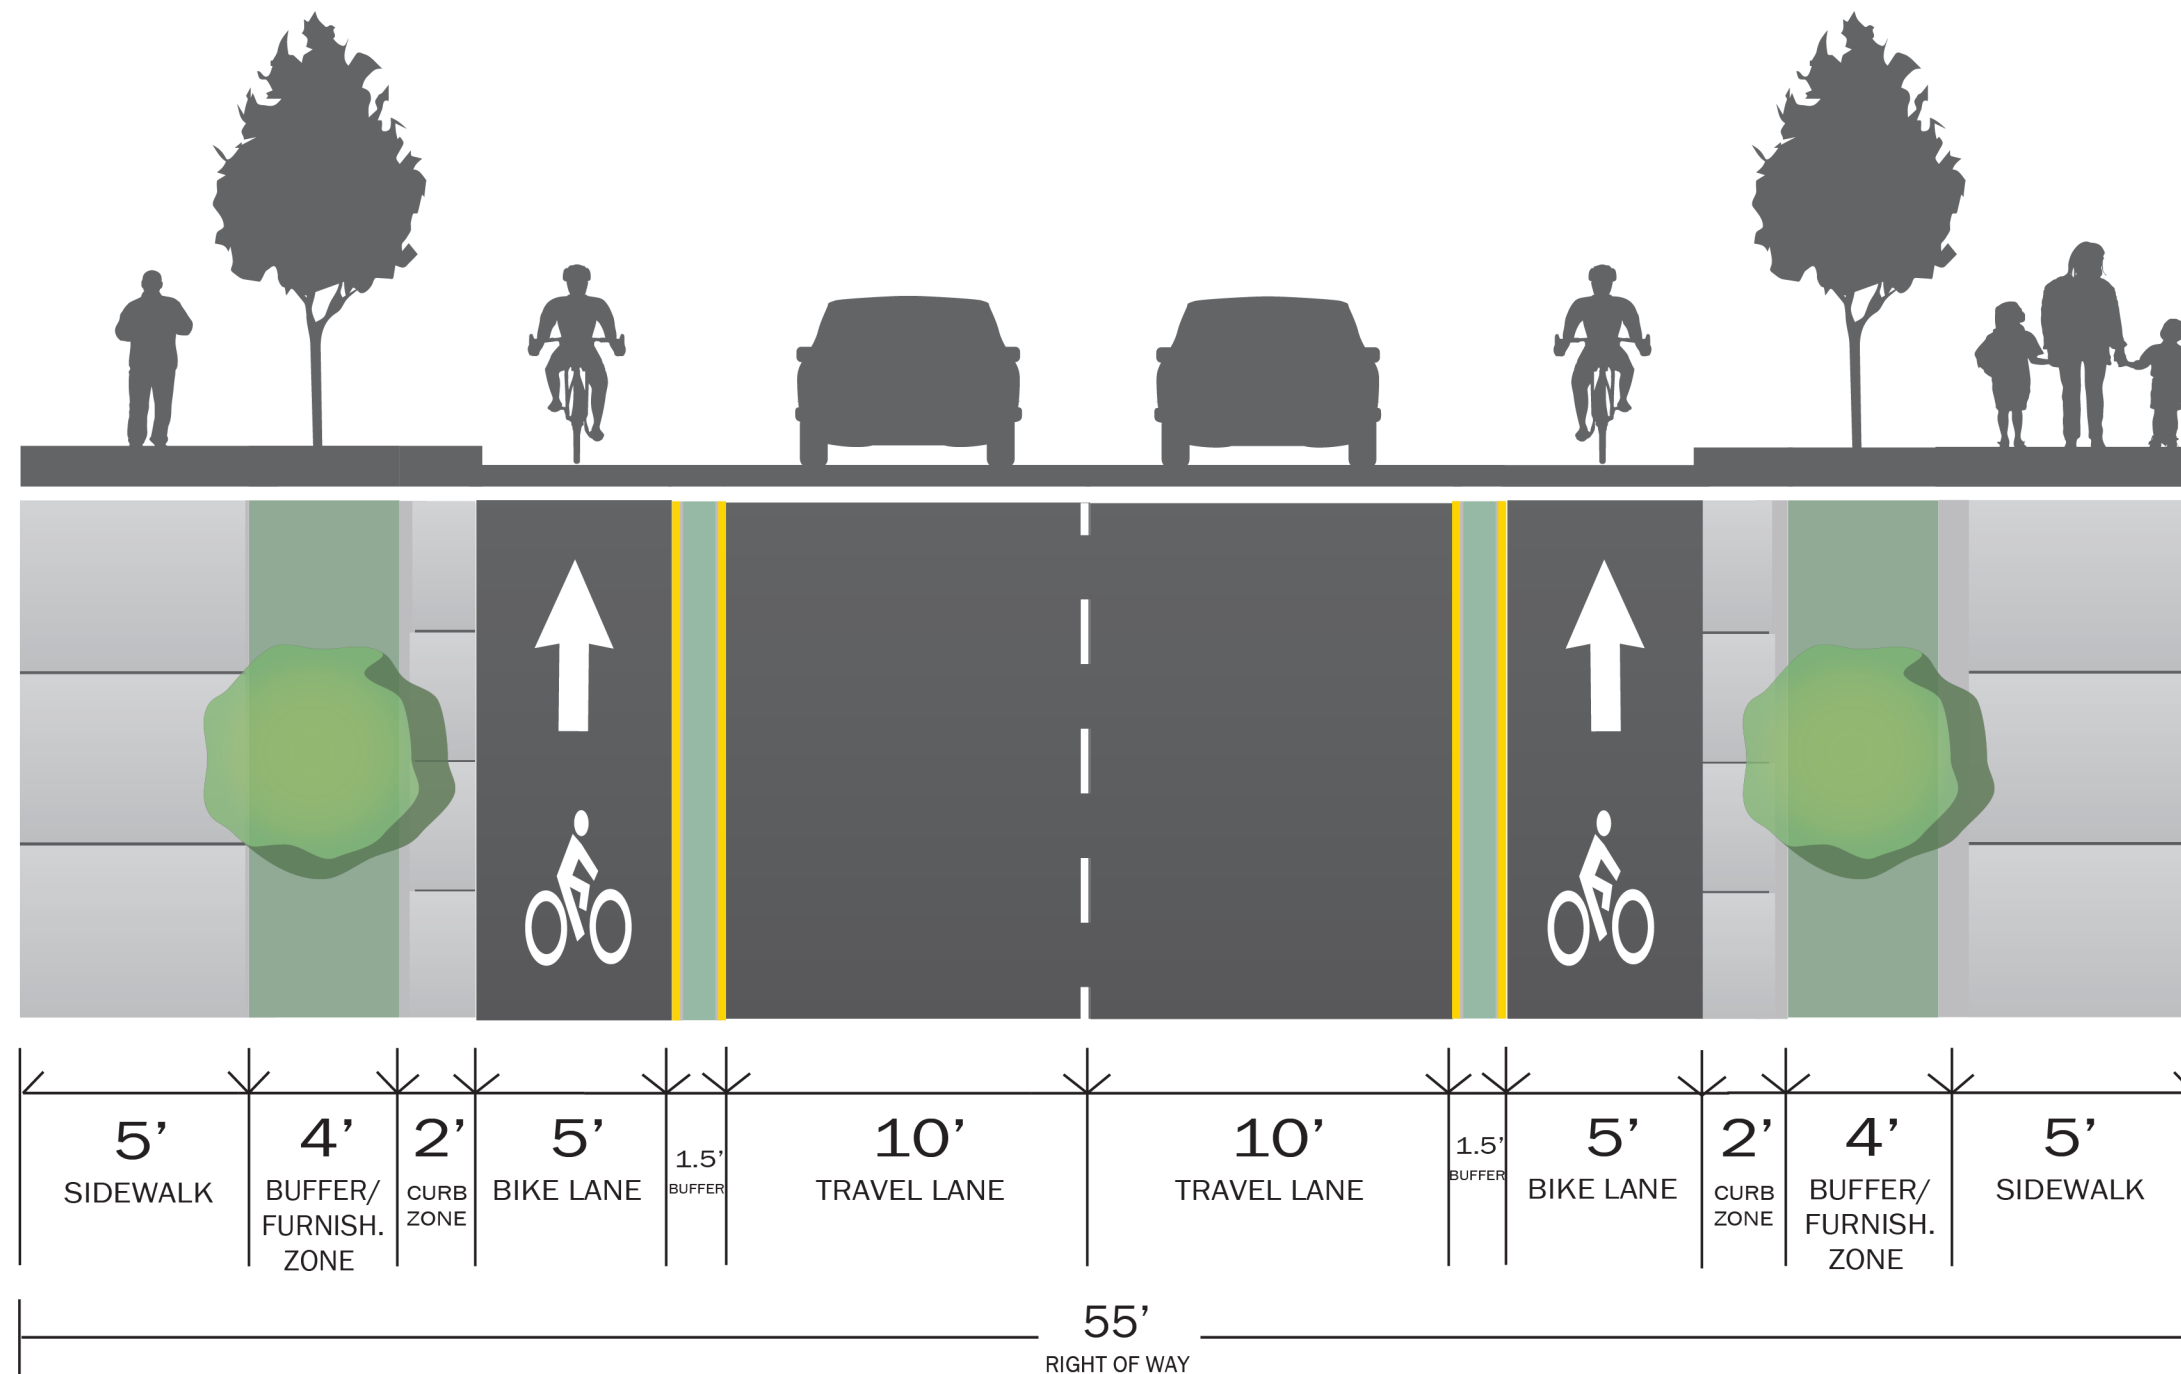 5’
SIDEWALK
4’
BUFFER/
FURNISH.
ZONE
2’
CURB
ZONE
5’
BIKE LANE
1.5’
BUFFER
10’
TRAVEL LANE
10’
TRAVEL LANE
1.5’
BUFFER
5’
BIKE LANE
2’
CURB
ZONE
4’
BUFFER/
FURNISH.
ZONE
5’
SIDEWALK
55’
RIGHT OF WAY